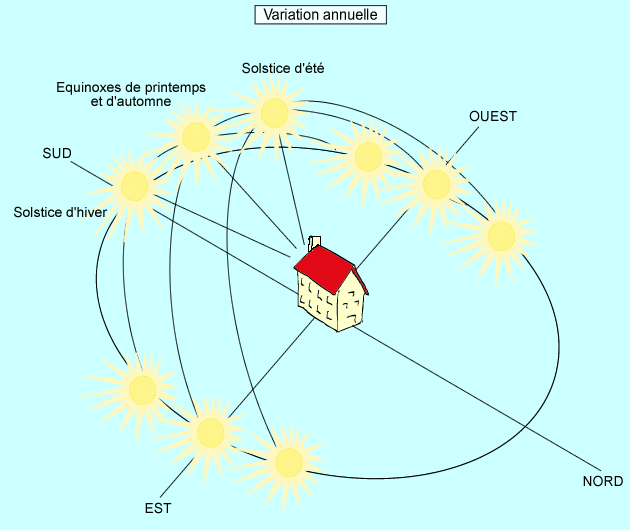 Variation annuelle
Solstice d'été
Equinoxes de printemps
et d'automne
OUEST
SUD
Solstice d'hiver
NORD
EST